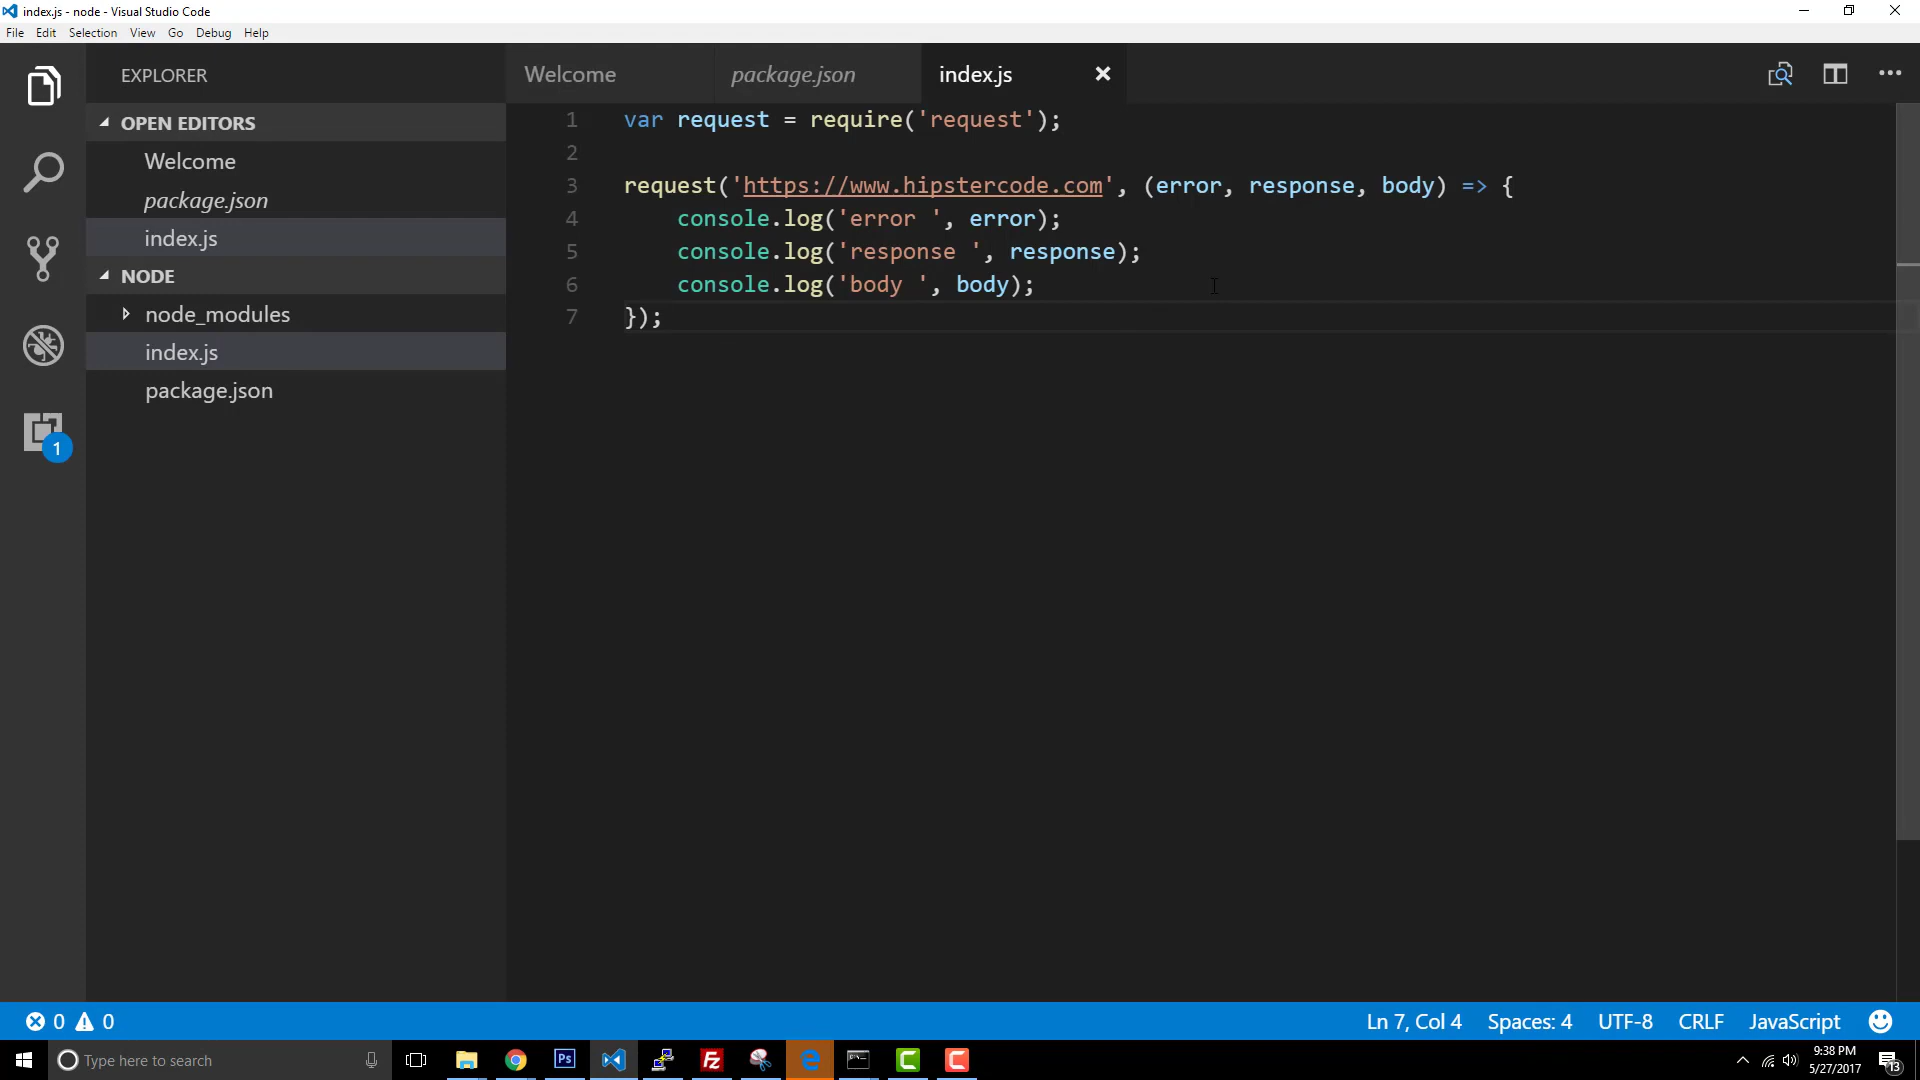 index.js - node - Visual Studio Code
File Edit Selection View Go Debug Help
EXPLORER
OPEN EDITORS
Welcome
package.json
index.js
NODE
node_modules
index.js
package.json
1
Welcome package.json index.js
1 var request = require('request');
2
3 request('https://www.hipstercode.com', (error, response, body) => {
4 console.log('error ', error);
5 console.log('response ', response);
6 console.log('body ', body);
7 });
0 0
Ln 7, Col 4 Spaces: 4 UTF-8 CRLF JavaScript
Type here to search
Ps
Fz
9:38 PM
5/27/2017
13